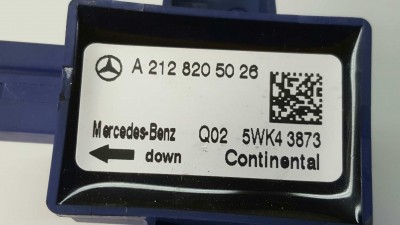 A 212 820 50 26
Mercedes-Benz Q02 5WK4 3873
down Continental